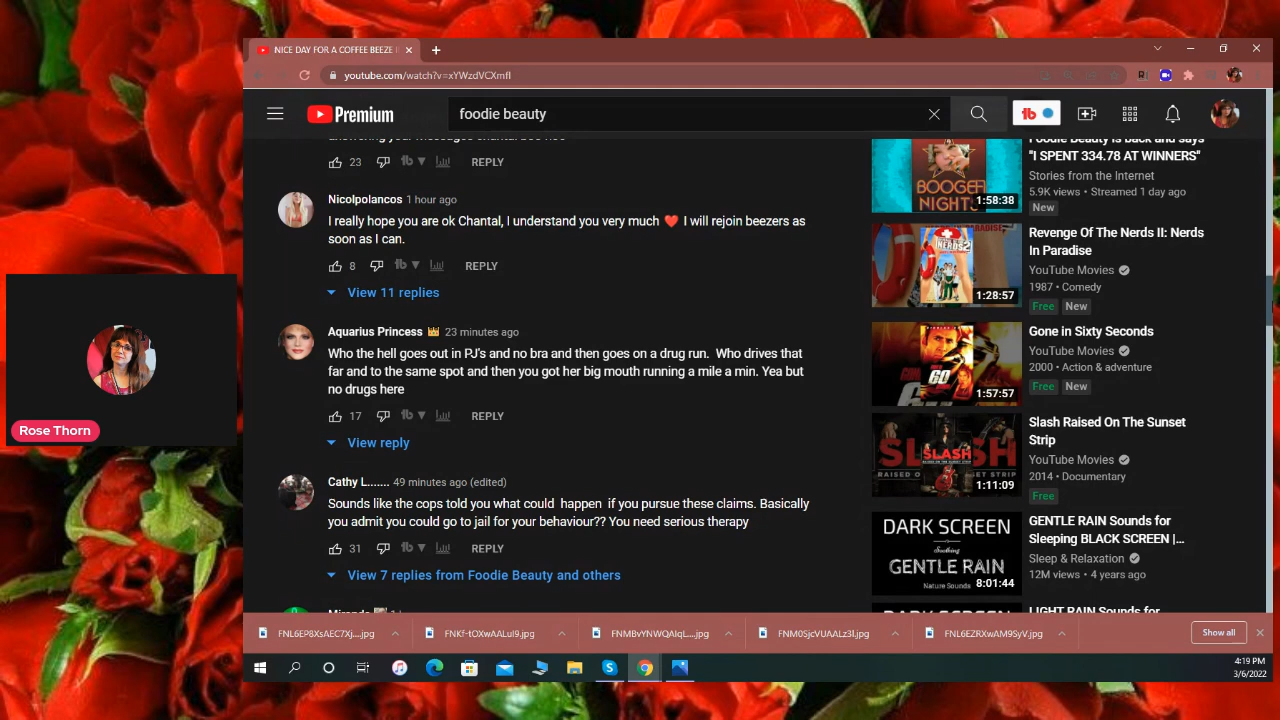 NICE DAY FOR A COFFEE BEEZE
youtube.com/watch?v=xYWzdVCXmfI
Premium
foodie beauty
23
REPLY
Nicolpolancos 1 hour ago
I really hope you are ok Chantal, I understand you very much ❤️ I will rejoin beezers as
soon as I can.
8
REPLY
View 11 replies
Aquarius Princess 👑 23 minutes ago
Who the hell goes out in PJ's and no bra and then goes on a drug run. Who drives that
far and to the same spot and then you got her big mouth running a mile a min. Yea but
no drugs here
17
REPLY
View reply
Cathy L....... 49 minutes ago (edited)
Sounds like the cops told you what could happen if you pursue these claims. Basically
you admit you could go to jail for your behaviour?? You need serious therapy
31
REPLY
View 7 replies from Foodie Beauty and others
Foodie Beauty is back and says
"I SPENT 334.78 AT WINNERS"
Stories from the Internet
5.9K views • Streamed 1 day ago
New
BOOGER
NIGHTS
1:58:38
Revenge Of The Nerds II: Nerds
In Paradise
YouTube Movies
1987 • Comedy
Free New
1:28:57
Gone in Sixty Seconds
YouTube Movies
2000 • Action & adventure
Free New
60
1:57:57
Slash Raised On The Sunset
Strip
YouTube Movies
2014 • Documentary
Free
SLASH
1:11:09
GENTLE RAIN Sounds for
Sleeping BLACK SCREEN |...
Sleep & Relaxation
12M views • 4 years ago
DARK SCREEN
Soothing
GENTLE RAIN
Nature Sounds
8:01:44
LIGHT RAIN Sounds for
Rose Thorn
FNL6EP8XsAEC7Xj....jpg
FNKf-tOXwAALuI9.jpg
FNMBvYNWQAIqL....jpg
FNM0SjcVUAALz3I.jpg
FNL6EZRXwAM9SyV.jpg
Show all
4:19 PM
3/6/2022